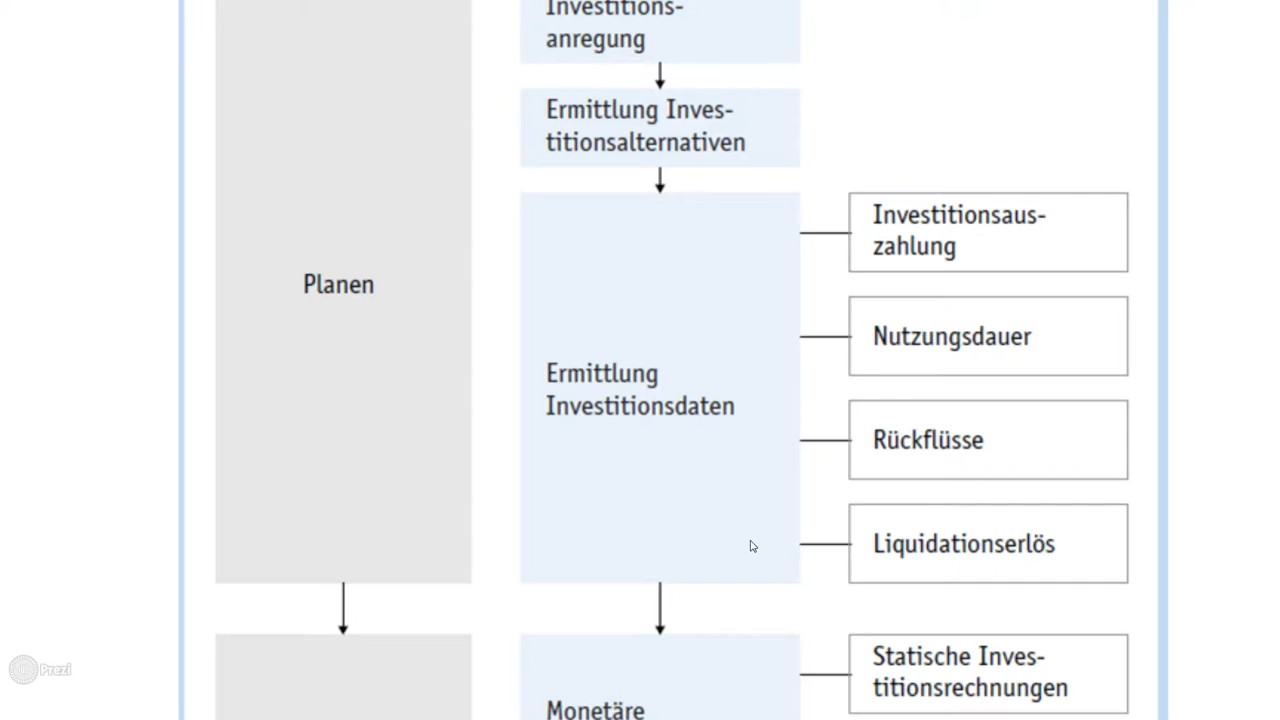 Investitions-
anregung
Ermittlung Inves-
titionsalternativen
Planen
Ermittlung
Investitionsdaten
Investitionsaus-
zahlung
Nutzungsdauer
Rückflüsse
Liquidationserlös
Monetäre
Statische Inves-
titionsrechnungen
Prezi